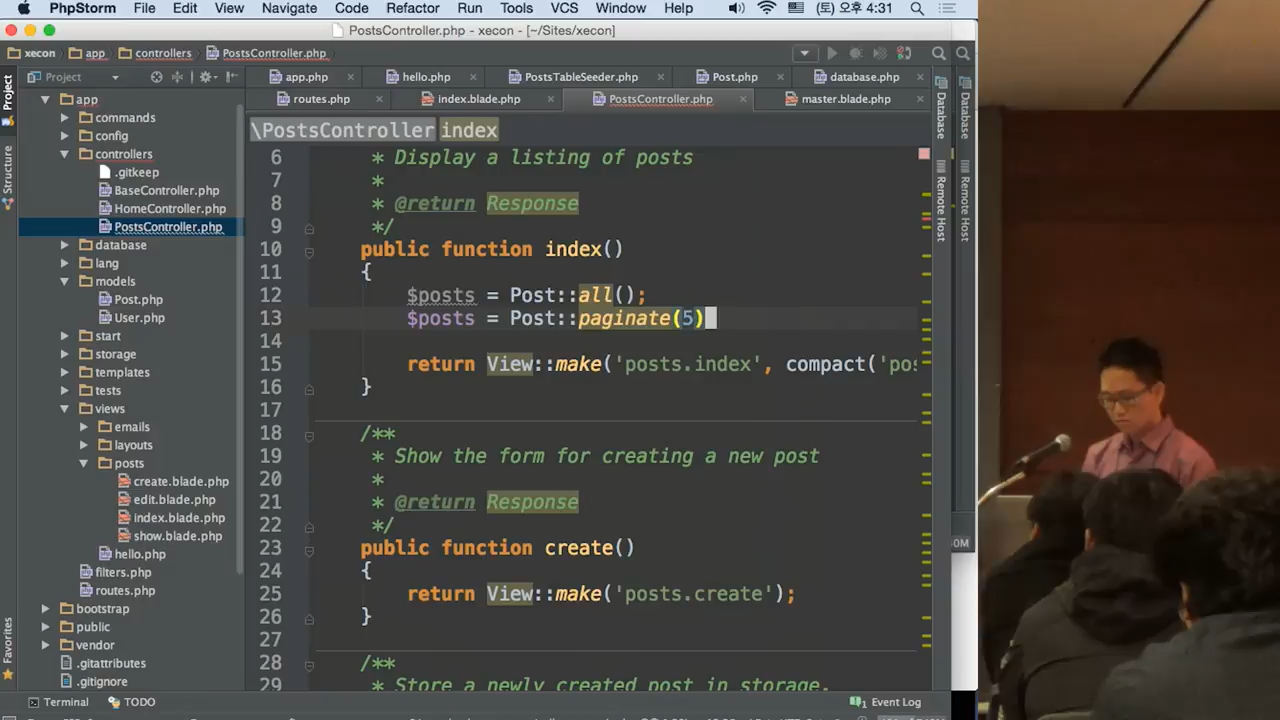 PhpStorm File Edit View Navigate Code Refactor Run Tools VCS Window Help (토) 오후 4:31
PostsController.php - xecon - [~/Sites/xecon]
xecon app controllers PostsController.php
Project
app.php hello.php PostsTableSeeder.php Post.php database.php
routes.php index.blade.php PostsController.php master.blade.php
\PostsController index
Project
Structure
Favorites
app
commands
config
controllers
.gitkeep
BaseController.php
HomeController.php
PostsController.php
database
lang
models
Post.php
User.php
start
storage
templates
tests
views
emails
layouts
posts
create.blade.php
edit.blade.php
index.blade.php
show.blade.php
hello.php
filters.php
routes.php
bootstrap
public
vendor
.gitattributes
.gitignore
6 * Display a listing of posts
7 *
8 * @return Response
9 */
10 public function index()
11 {
12 $posts = Post::all();
13 $posts = Post::paginate(5)
14
15 return View::make('posts.index', compact('pos
16 }
17
18 /**
19 * Show the form for creating a new post
20 *
21 * @return Response
22 */
23 public function create()
24 {
25 return View::make('posts.create');
26 }
27
28 /**
29 * Store a newly created post in storage.
Database
Remote Host
Database
Remote Host
Terminal TODO Event Log